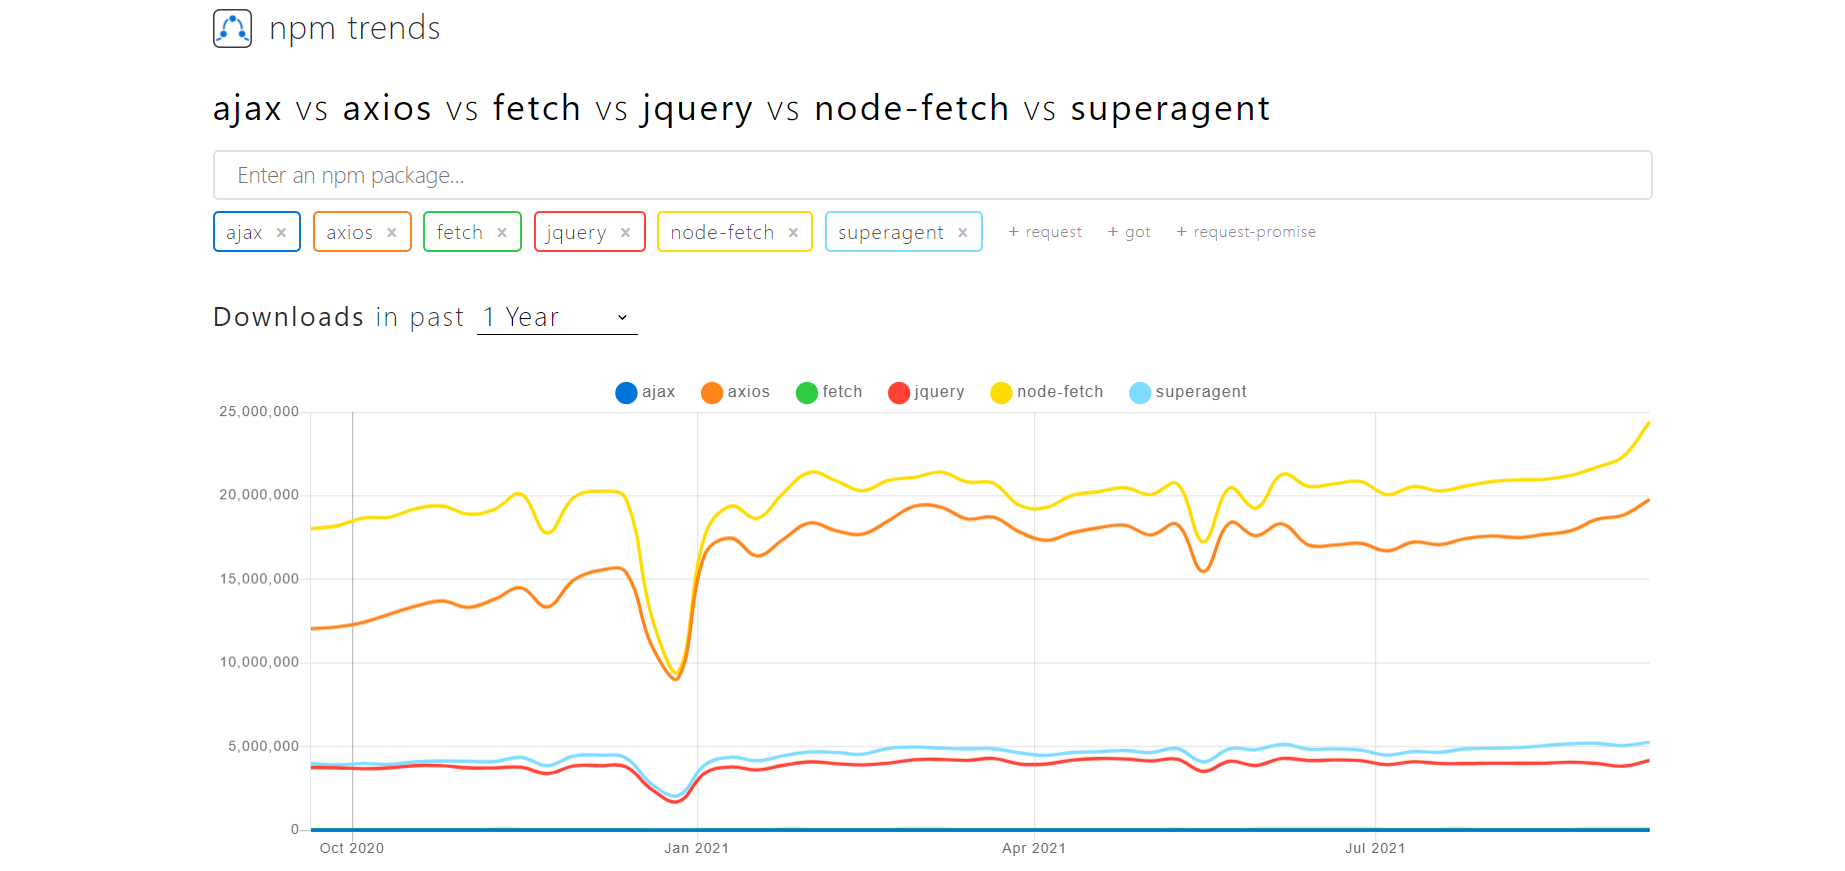 npm trends
ajax vs axios vs fetch vs jquery vs node-fetch vs superagent
Enter an npm package...
ajax × axios × fetch × jquery × node-fetch × superagent × + request + got + request-promise
Downloads in past 1 Year
ajax axios fetch jquery node-fetch superagent
25,000,000
20,000,000
15,000,000
10,000,000
5,000,000
0
Oct 2020 Jan 2021 Apr 2021 Jul 2021